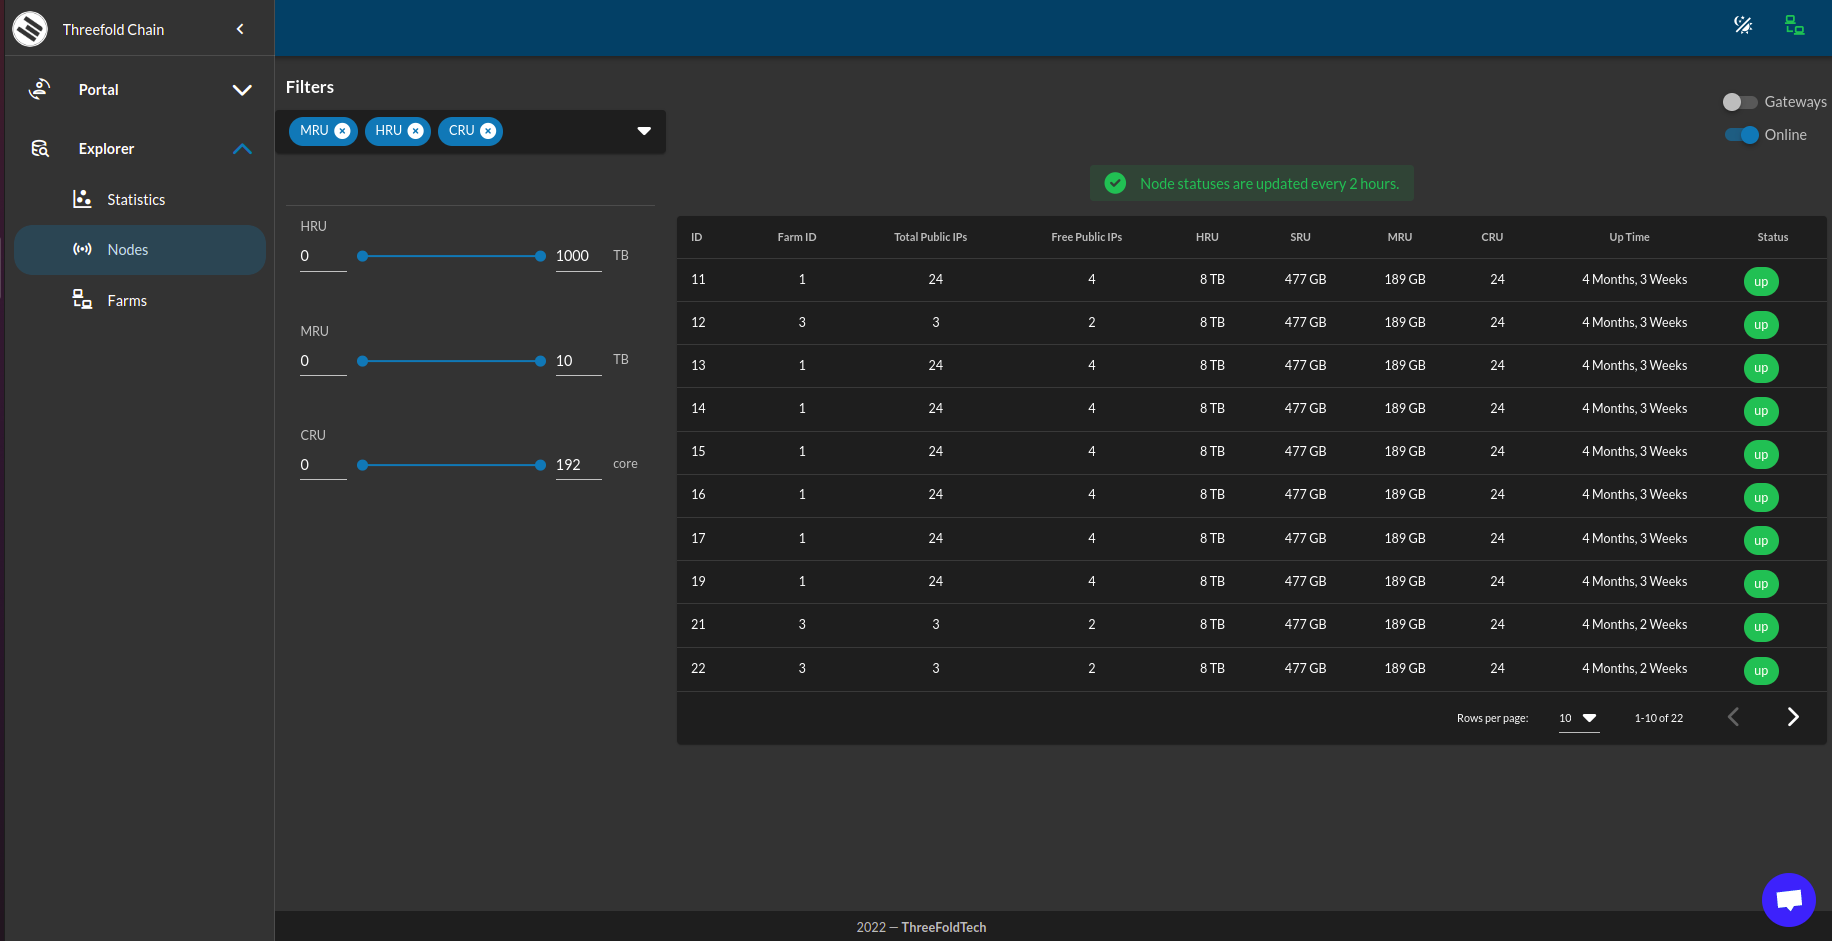 Threefold Chain
Portal
Explorer
Statistics
Nodes
Farms
Filters
MRU HRU CRU
HRU
0 1000 TB
MRU
0 10 TB
CRU
0 192 core
Gateways
Online
Node statuses are updated every 2 hours.
ID Farm ID Total Public IPs Free Public IPs HRU SRU MRU CRU Up Time Status
11 1 24 4 8 TB 477 GB 189 GB 24 4 Months, 3 Weeks up
12 3 3 2 8 TB 477 GB 189 GB 24 4 Months, 3 Weeks up
13 1 24 4 8 TB 477 GB 189 GB 24 4 Months, 3 Weeks up
14 1 24 4 8 TB 477 GB 189 GB 24 4 Months, 3 Weeks up
15 1 24 4 8 TB 477 GB 189 GB 24 4 Months, 3 Weeks up
16 1 24 4 8 TB 477 GB 189 GB 24 4 Months, 3 Weeks up
17 1 24 4 8 TB 477 GB 189 GB 24 4 Months, 3 Weeks up
19 1 24 4 8 TB 477 GB 189 GB 24 4 Months, 3 Weeks up
21 3 3 2 8 TB 477 GB 189 GB 24 4 Months, 2 Weeks up
22 3 3 2 8 TB 477 GB 189 GB 24 4 Months, 2 Weeks up
Rows per page: 10 1-10 of 22
2022 — ThreeFoldTech